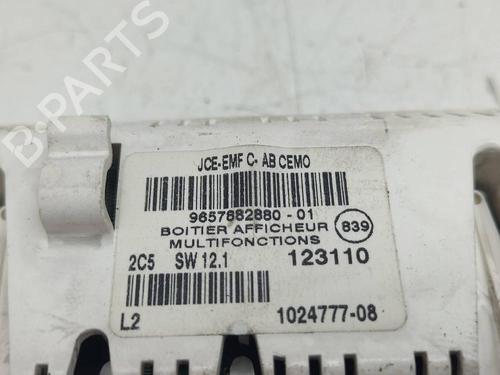 JCE-EMF C- AB CEMO
9657882880 - 01
BOITIER AFFICHEUR
MULTIFONCTIONS
839
2C5 SW 12.1 123110
L2 1024777-08
B-PARTS